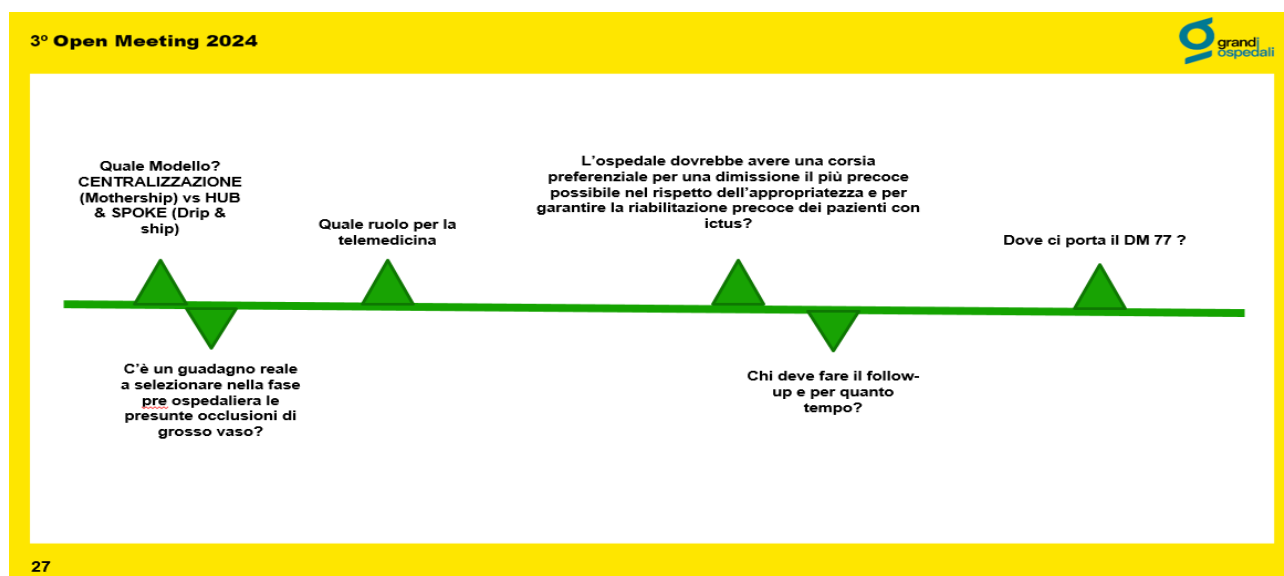 3º Open Meeting 2024
grandi
ospedali
Quale Modello?
CENTRALIZZAZIONE
(Mothership) vs HUB
& SPOKE (Drip &
ship)
C'è un guadagno reale
a selezionare nella fase
pre ospedaliera le
presunte occlusioni di
grosso vaso?
Quale ruolo per la
telemedicina
L'ospedale dovrebbe avere una corsia
preferenziale per una dimissione il più precoce
possibile nel rispetto dell'appropriatezza e per
garantire la riabilitazione precoce dei pazienti con
ictus?
Chi deve fare il follow-
up e per quanto
tempo?
Dove ci porta il DM 77 ?
27